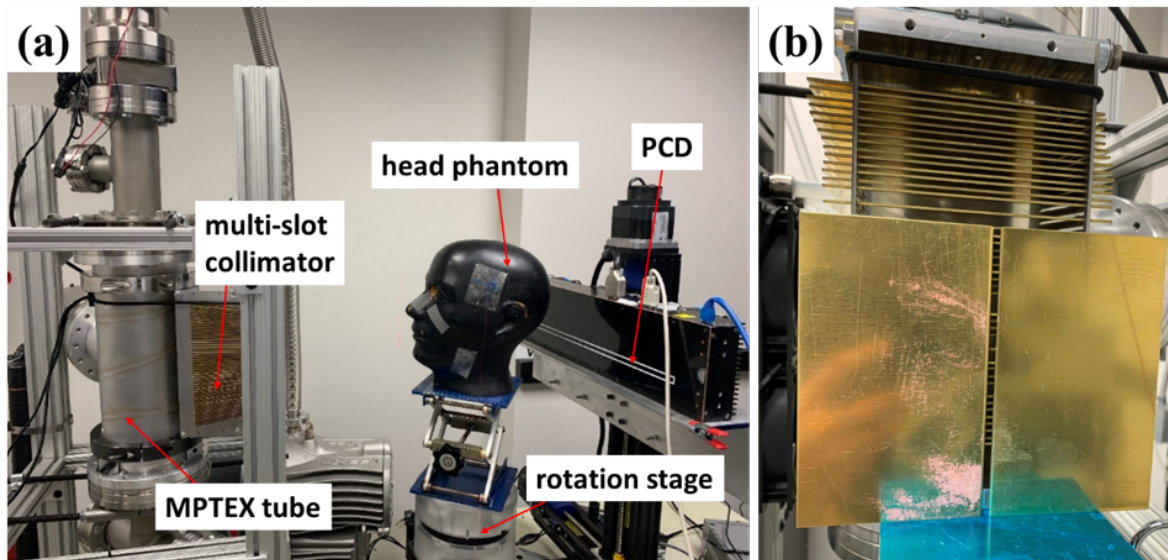 (a)
(b)
head phantom
PCD
multi-slot
collimator
MPTEX tube
rotation stage